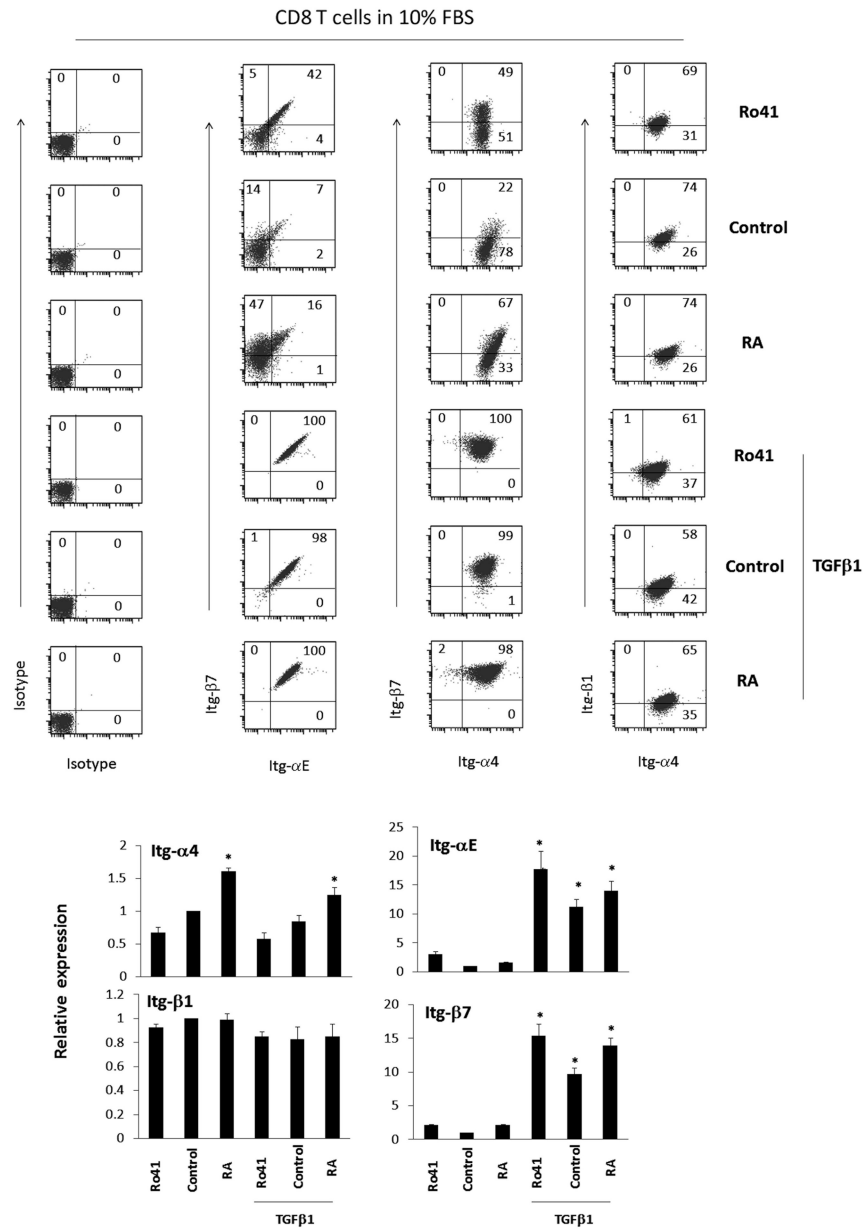 CD8 T cells in 10% FBS
0 0 5 42 0 49 0 69
0 4 51 31
Ro41
0 0 14 7 0 22 0 74
0 2 78 26
Control
0 0 47 16 0 67 0 74
0 1 33 26
RA
0 0 0 100 0 100 1 61
0 0 0 37
Ro41
0 0 1 98 0 99 0 58
0 0 1 42
Control
TGFβ1
0 0 0 100 2 98 0 65
0 0 0 35
RA
Isotype
Itg-β7
Itg-β7
Itg-β1
Isotype
Itg-αE
Itg-α4
Itg-α4
Relative expression
Itg-α4
2
1.5
1
0.5
0
* *
Itg-αE
25
20
15
10
5
0
* * *
Itg-β1
1.2
1
0.8
0.6
0.4
0.2
0
Itg-β7
20
15
10
5
0
* * *
Ro41 Control RA Ro41 Control RA
TGFβ1
Ro41 Control RA Ro41 Control RA
TGFβ1